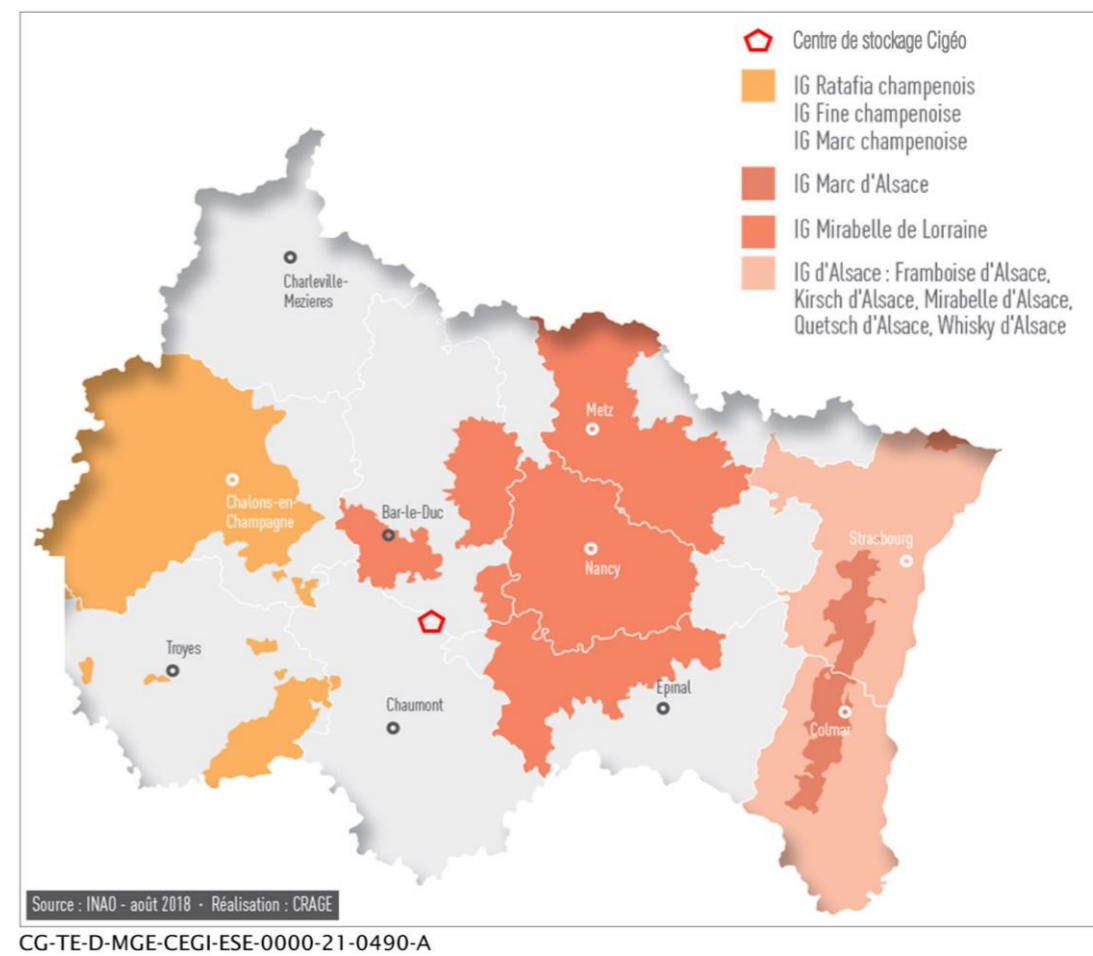 Centre de stockage Cigéo
IG Ratafia champenois
IG Fine champenoise
IG Marc champenoise
IG Marc d'Alsace
IG Mirabelle de Lorraine
IG d'Alsace : Framboise d'Alsace,
Kirsch d'Alsace, Mirabelle d'Alsace,
Quetsch d'Alsace, Whisky d'Alsace
Charleville-
Mezieres
Metz
Chalons-en-
Champagne
Bar-le-Duc
Strasbourg
Nancy
Troyes
Epinal
Chaumont
Colmar
Source : INAO - août 2018 - Réalisation : CRAGE
CG-TE-D-MGE-CEGI-ESE-0000-21-0490-A